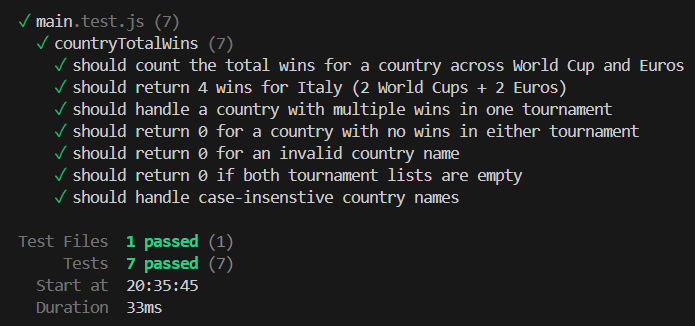 ✓ main.test.js (7)
✓ countryTotalWins (7)
✓ should count the total wins for a country across World Cup and Euros
✓ should return 4 wins for Italy (2 World Cups + 2 Euros)
✓ should handle a country with multiple wins in one tournament
✓ should return 0 for a country with no wins in either tournament
✓ should return 0 for an invalid country name
✓ should return 0 if both tournament lists are empty
✓ should handle case-insenstive country names
Test Files 1 passed (1)
Tests 7 passed (7)
Start at 20:35:45
Duration 33ms